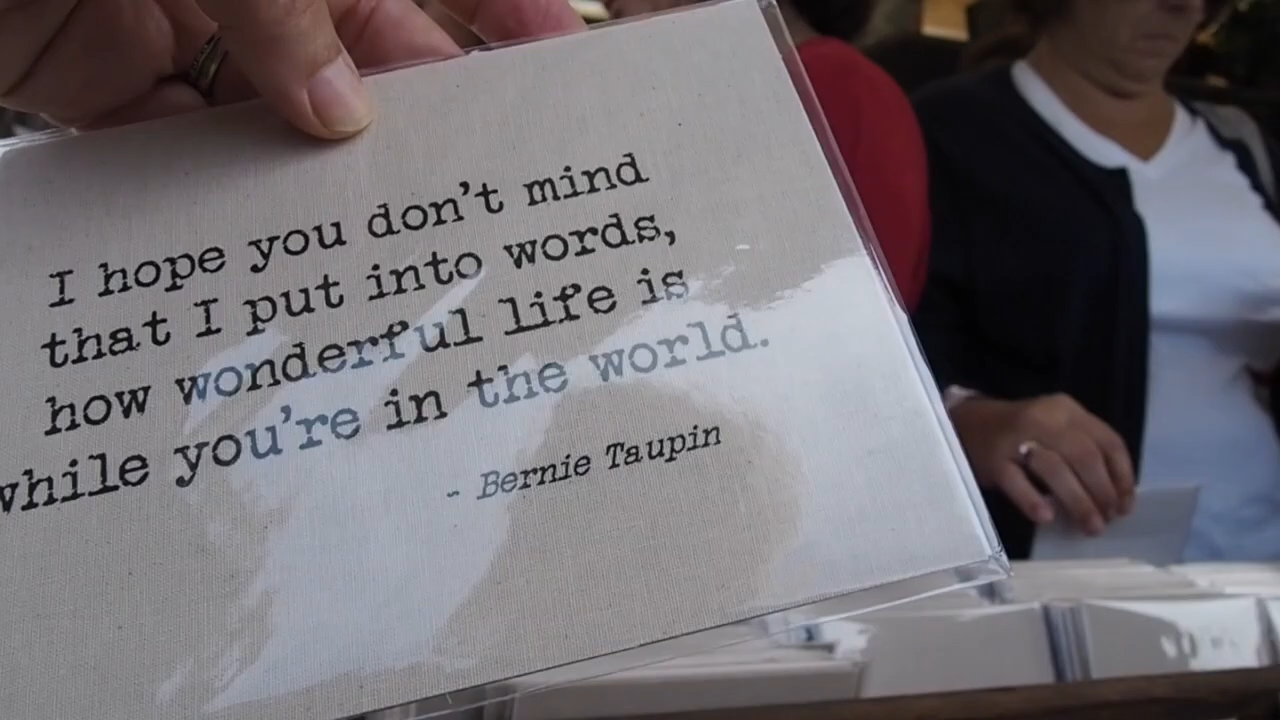 I hope you don't mind
that I put into words,
how wonderful life is
while you're in the world.
- Bernie Taupin